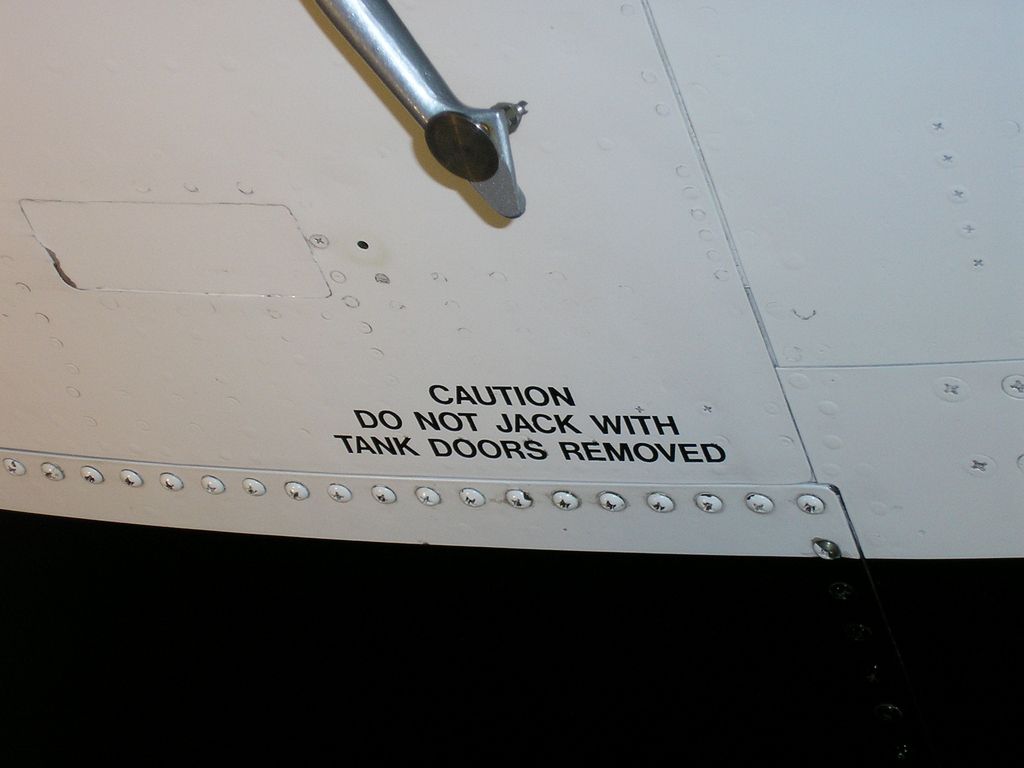 CAUTION
DO NOT JACK WITH
TANK DOORS REMOVED